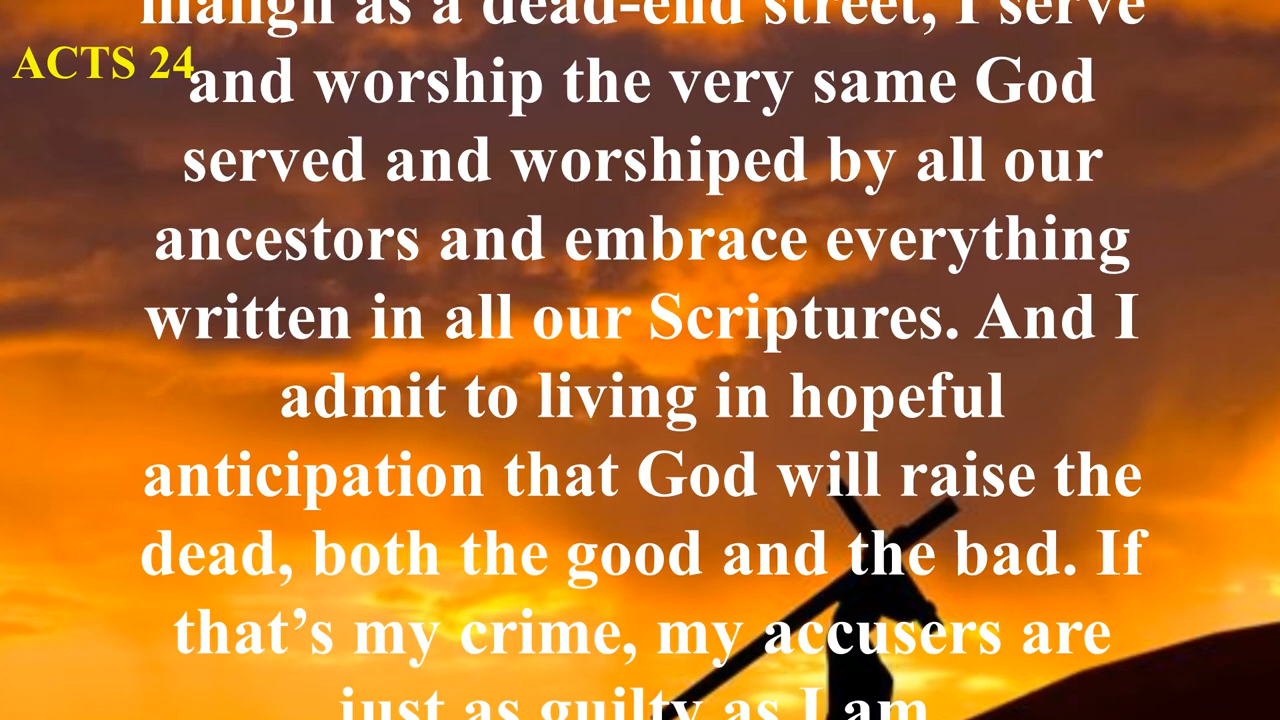 malign as a dead-end street, I serve
ACTS 24
and worship the very same God
served and worshiped by all our
ancestors and embrace everything
written in all our Scriptures. And I
admit to living in hopeful
anticipation that God will raise the
dead, both the good and the bad. If
that’s my crime, my accusers are
just as guilty as I am